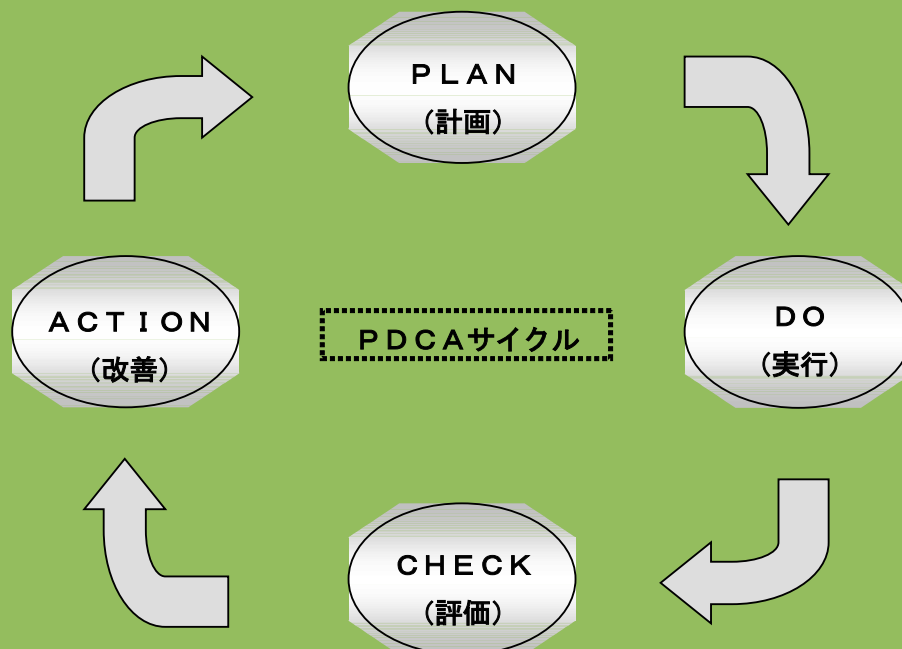 ＰＬＡＮ
（計画）
ＡＣＴＩＯＮ
（改善）
ＰＤＣＡサイクル
ＤＯ
（実行）
ＣＨＥＣＫ
（評価）